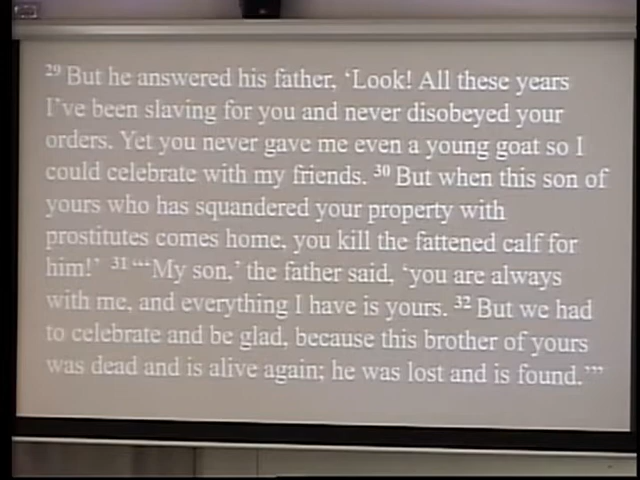 29 But he answered his father, ‘Look! All these years
I’ve been slaving for you and never disobeyed your
orders. Yet you never gave me even a young goat so I
could celebrate with my friends. 30 But when this son of
yours who has squandered your property with
prostitutes comes home, you kill the fattened calf for
him!’ 31 “‘My son,’ the father said, ‘you are always
with me, and everything I have is yours. 32 But we had
to celebrate and be glad, because this brother of yours
was dead and is alive again; he was lost and is found.’”